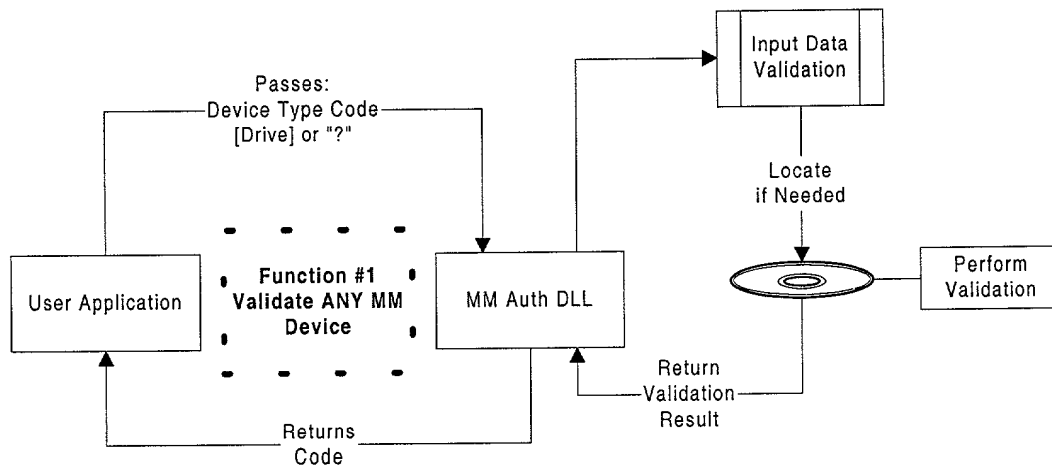 Input Data
Validation
Passes:
Device Type Code
[Drive] or "?"
Locate
if Needed
Function #1
Validate ANY MM
Device
User Application
MM Auth DLL
Perform
Validation
Return
Validation
Result
Returns
Code